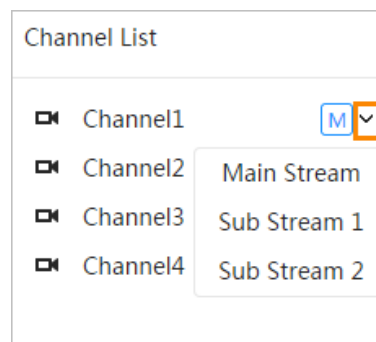 Channel List
Channel1 M
Channel2 Main Stream
Channel3 Sub Stream 1
Channel4 Sub Stream 2